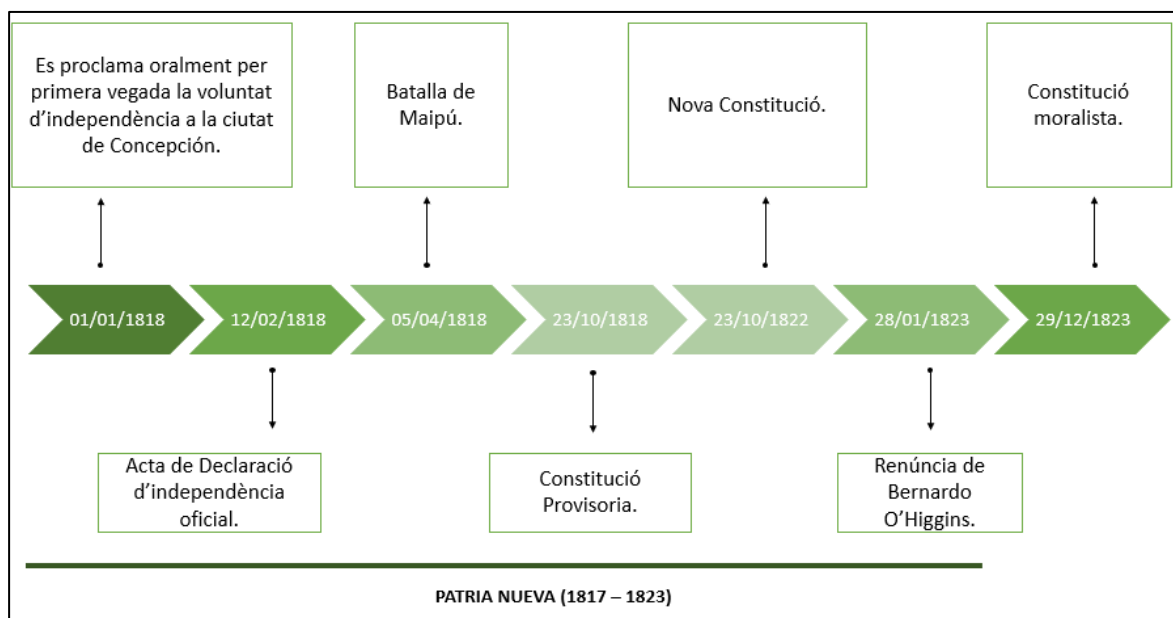 Es proclama oralment per
primera vegada la voluntat
d'independència a la ciutat
de Concepción.
Batalla de
Maipú.
Nova Constitució.
Constitució
moralista.
01/01/1818
12/02/1818
05/04/1818
23/10/1818
23/10/1822
28/01/1823
29/12/1823
Acta de Declaració
d'independència
oficial.
Constitució
Provisoria.
Renúncia de
Bernardo
O'Higgins.
PATRIA NUEVA (1817 – 1823)